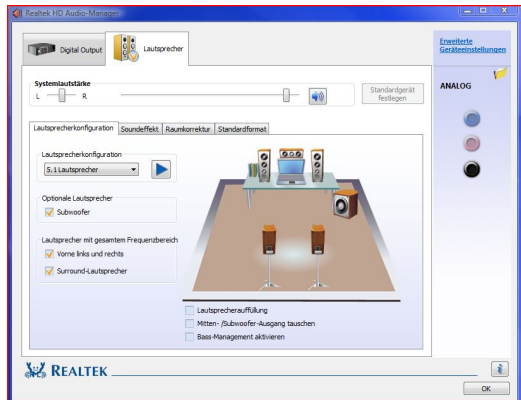 Realtek HD Audio-Manager
Digital Output
Lautsprecher
Erweiterte
Geräteeinstellungen
Systemlautstärke
L
R
Standardgerät
festlegen
ANALOG
Lautsprecherkonfiguration
Soundeffekt
Raumkorrektur
Standardformat
Lautsprecherkonfiguration
5.1 Lautsprecher
Optionale Lautsprecher
Subwoofer
Lautsprecher mit gesamtem Frequenzbereich
Vorne links und rechts
Surround-Lautsprecher
Lautsprecherauffüllung
Mitten- /Subwoofer-Ausgang tauschen
Bass-Management aktivieren
REALTEK
OK